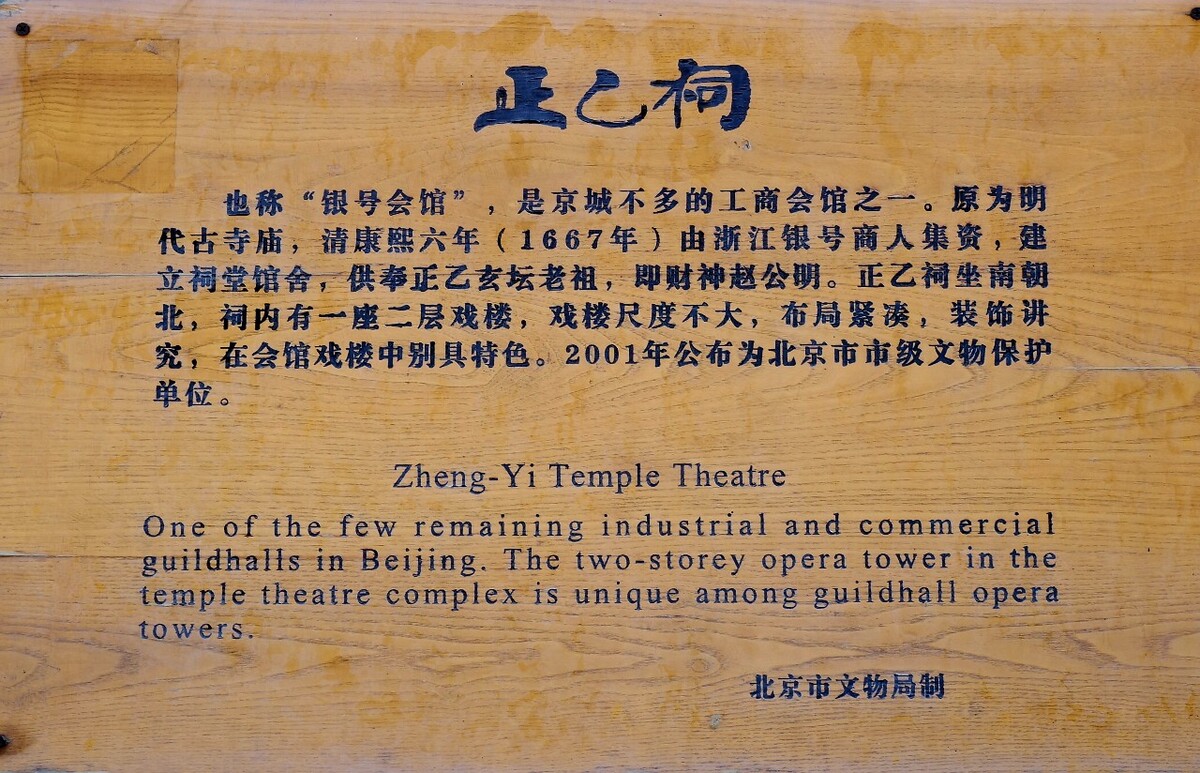 正乙祠
也称“银号会馆”，是京城不多的工商会馆之一。原为明
代古寺庙，清康熙六年（1667年）由浙江银号商人集资，建
立祠堂馆舍，供奉正乙玄坛老祖，即财神赵公明。正乙祠坐南朝
北，祠内有一座二层戏楼，戏楼尺度不大，布局紧凑，装饰讲
究，在会馆戏楼中别具特色。2001年公布为北京市市级文物保护
单位。
Zheng-Yi Temple Theatre
One of the few remaining industrial and commercial
guildhalls in Beijing. The two-storey opera tower in the
temple theatre complex is unique among guildhall opera
towers.
北京市文物局制